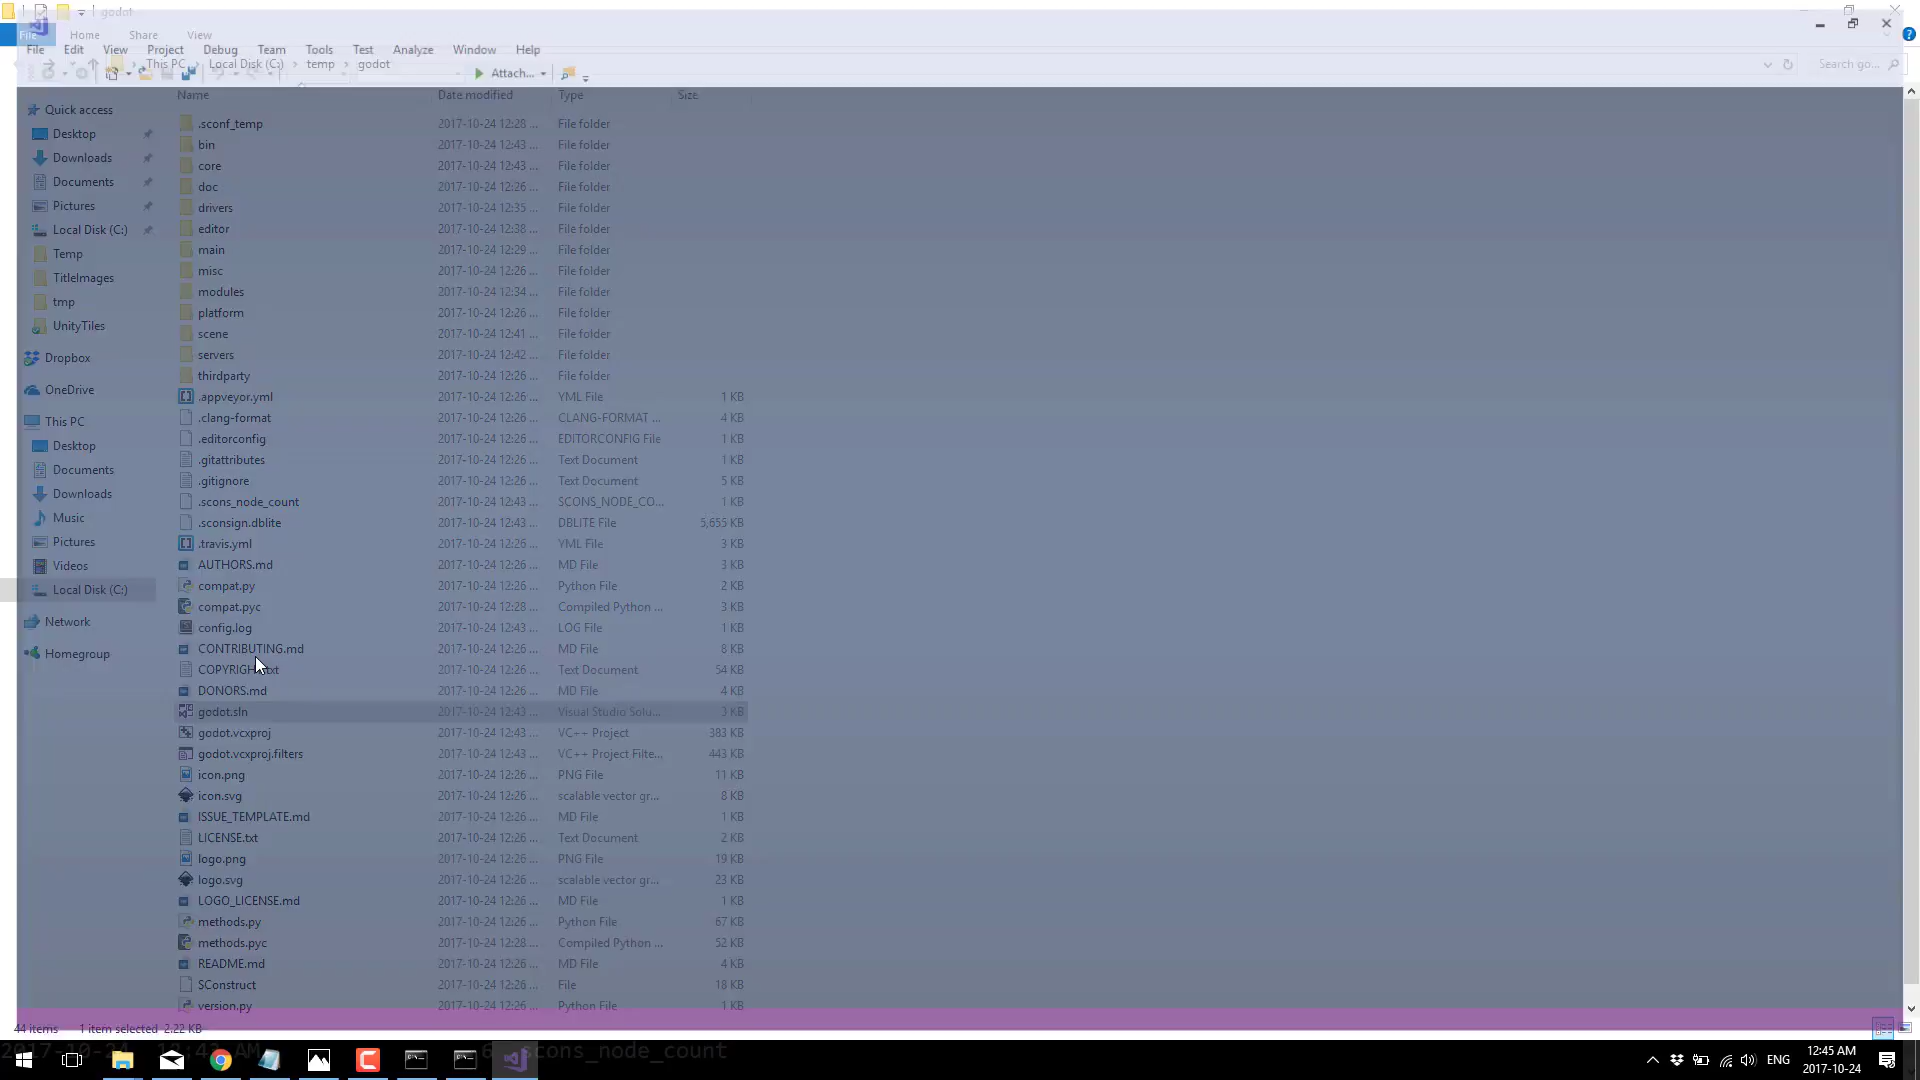 godot
File Home Share View
File Edit View Project Debug Team Tools Test Analyze Window Help
This PC Local Disk (C:) temp godot
Search go...
Attach...
Name Date modified Type Size
Quick access
Desktop
Downloads
Documents
Pictures
Local Disk (C:)
Temp
TitleImages
tmp
UnityTiles
Dropbox
OneDrive
This PC
Desktop
Documents
Downloads
Music
Pictures
Videos
Local Disk (C:)
Network
Homegroup
.sconf_temp 2017-10-24 12:28 ... File folder
bin 2017-10-24 12:43 ... File folder
core 2017-10-24 12:43 ... File folder
doc 2017-10-24 12:26 ... File folder
drivers 2017-10-24 12:35 ... File folder
editor 2017-10-24 12:38 ... File folder
main 2017-10-24 12:29 ... File folder
misc 2017-10-24 12:26 ... File folder
modules 2017-10-24 12:34 ... File folder
platform 2017-10-24 12:26 ... File folder
scene 2017-10-24 12:41 ... File folder
servers 2017-10-24 12:42 ... File folder
thirdparty 2017-10-24 12:26 ... File folder
.appveyor.yml 2017-10-24 12:26 ... YML File 1 KB
.clang-format 2017-10-24 12:26 ... CLANG-FORMAT ... 4 KB
.editorconfig 2017-10-24 12:26 ... EDITORCONFIG File 1 KB
.gitattributes 2017-10-24 12:26 ... Text Document 1 KB
.gitignore 2017-10-24 12:26 ... Text Document 5 KB
.scons_node_count 2017-10-24 12:43 ... SCONS_NODE_CO... 1 KB
.sconsign.dblite 2017-10-24 12:43 ... DBLITE File 5,655 KB
.travis.yml 2017-10-24 12:26 ... YML File 3 KB
AUTHORS.md 2017-10-24 12:26 ... MD File 3 KB
compat.py 2017-10-24 12:26 ... Python File 2 KB
compat.pyc 2017-10-24 12:28 ... Compiled Python ... 3 KB
config.log 2017-10-24 12:43 ... LOG File 1 KB
CONTRIBUTING.md 2017-10-24 12:26 ... MD File 8 KB
COPYRIGHT.txt 2017-10-24 12:26 ... Text Document 54 KB
DONORS.md 2017-10-24 12:26 ... MD File 4 KB
godot.sln 2017-10-24 12:43 ... Visual Studio Solu... 3 KB
godot.vcxproj 2017-10-24 12:43 ... VC++ Project 383 KB
godot.vcxproj.filters 2017-10-24 12:43 ... VC++ Project Filte... 443 KB
icon.png 2017-10-24 12:26 ... PNG File 11 KB
icon.svg 2017-10-24 12:26 ... scalable vector gr... 8 KB
ISSUE_TEMPLATE.md 2017-10-24 12:26 ... MD File 1 KB
LICENSE.txt 2017-10-24 12:26 ... Text Document 2 KB
logo.png 2017-10-24 12:26 ... PNG File 19 KB
logo.svg 2017-10-24 12:26 ... scalable vector gr... 23 KB
LOGO_LICENSE.md 2017-10-24 12:26 ... MD File 1 KB
methods.py 2017-10-24 12:26 ... Python File 67 KB
methods.pyc 2017-10-24 12:28 ... Compiled Python ... 52 KB
README.md 2017-10-24 12:26 ... MD File 4 KB
SConstruct 2017-10-24 12:26 ... File 18 KB
version.py 2017-10-24 12:26 ... Python File 1 KB
44 items 1 item selected 2.22 KB
2017-10-24 12:43 AM 6 .scons_node_count
ENG
12:45 AM
2017-10-24